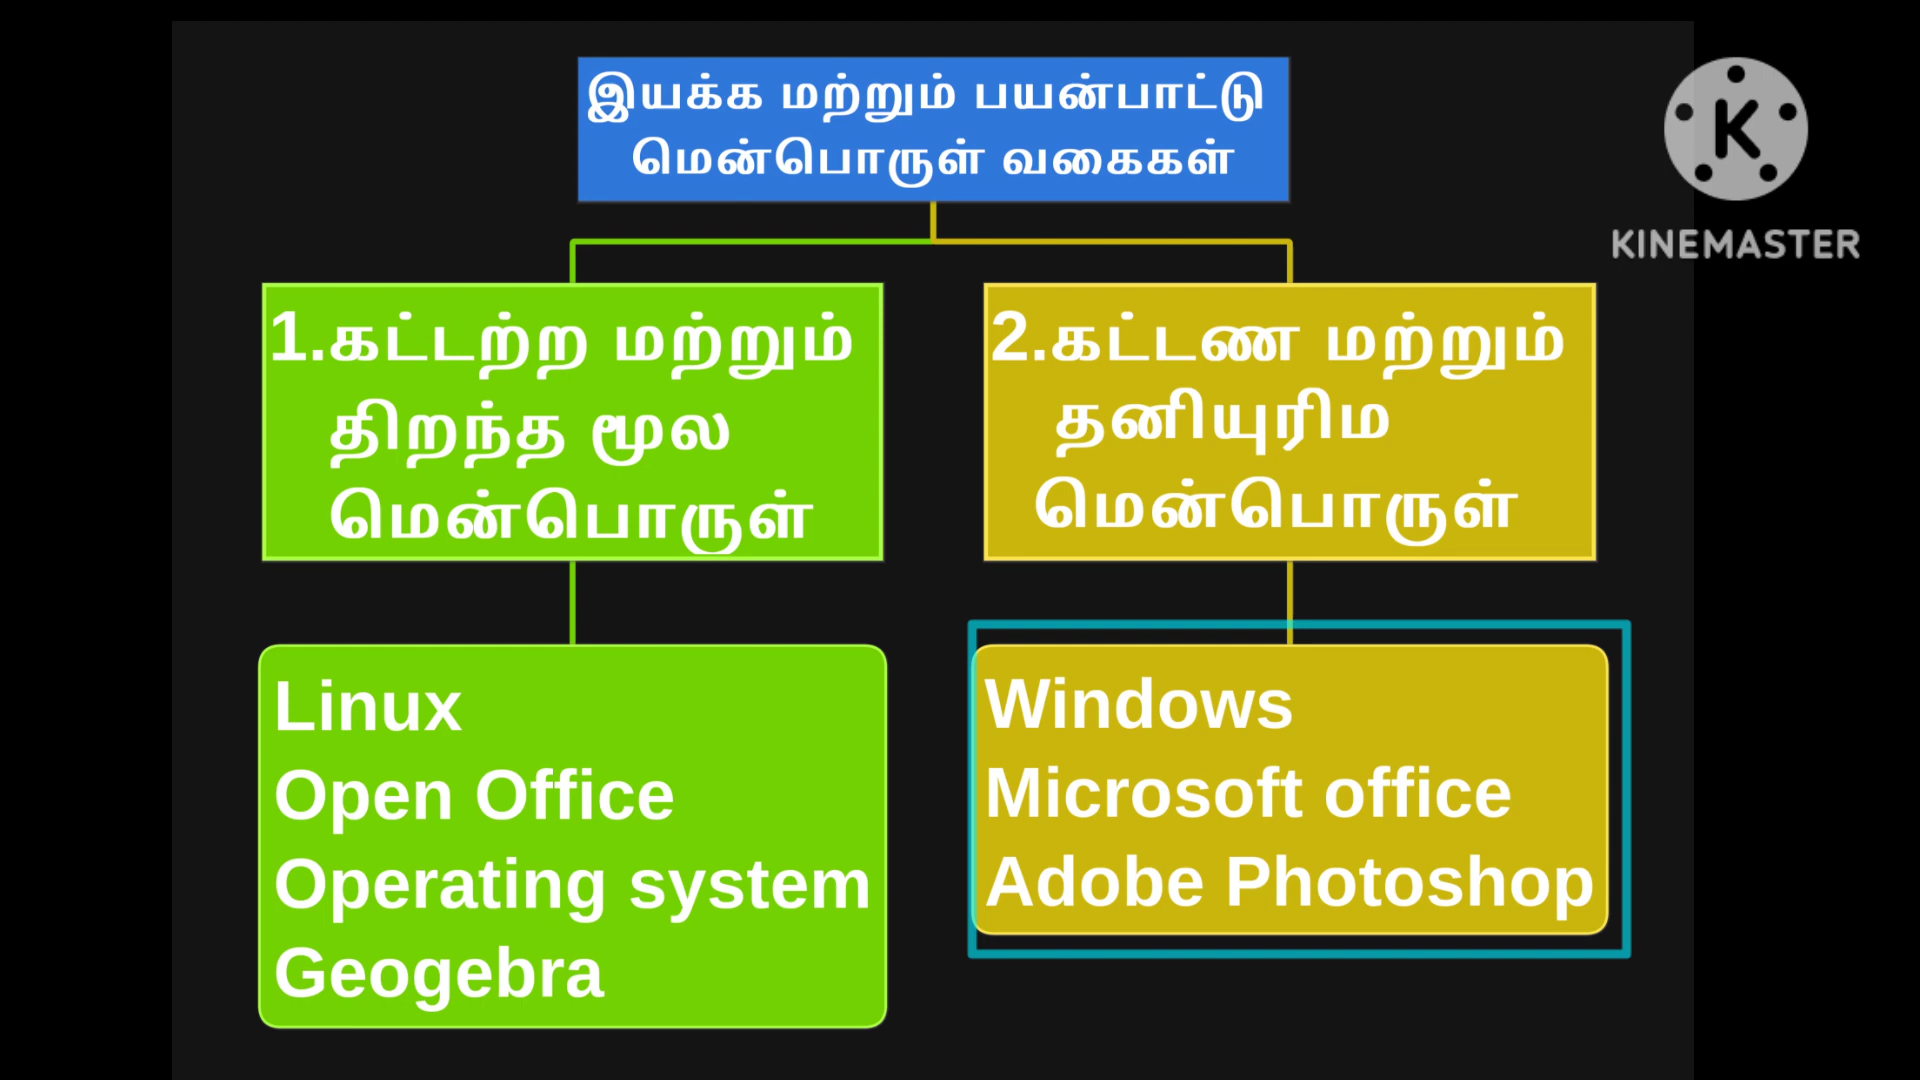 இயக்க மற்றும் பயன்பாட்டு
மென்பொருள் வகைகள்
K
KINEMASTER
1.கட்டற்ற மற்றும்
திறந்த மூல
மென்பொருள்
2.கட்டண மற்றும்
தனியுரிம
மென்பொருள்
Linux
Open Office
Operating system
Geogebra
Windows
Microsoft office
Adobe Photoshop